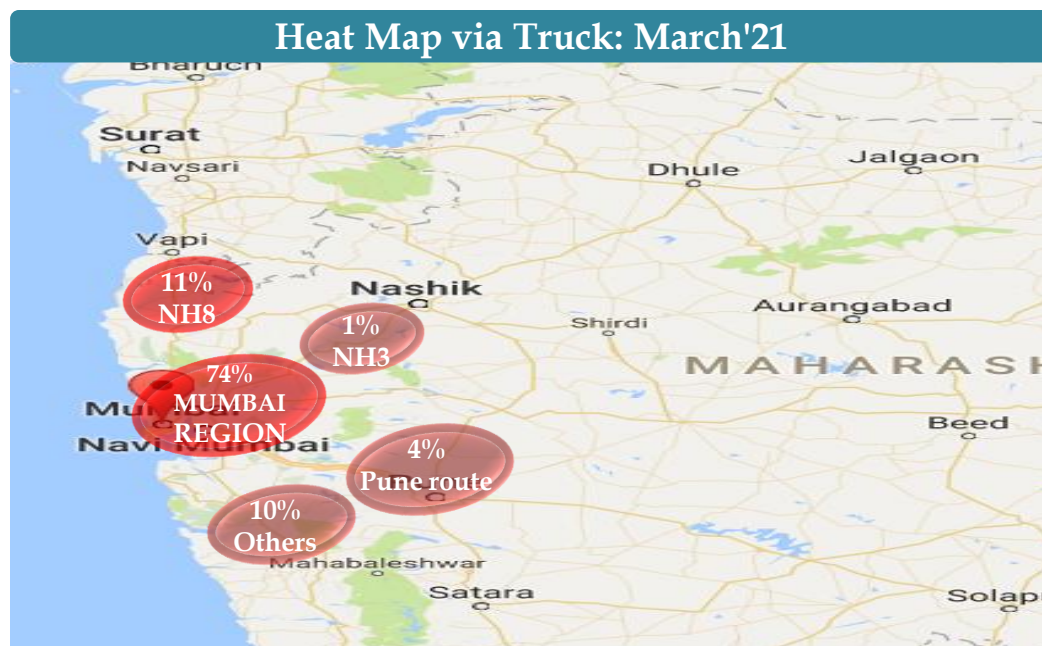 Heat Map via Truck: March'21
Bharuch
Surat
Navsari
Vapi
Dhule
Jalgaon
11%
NH8
Nashik
1%
NH3
Shirdi
Aurangabad
MAHARASH
74%
MUMBAI
REGION
Mumbai
Navi Mumbai
Beed
4%
Pune route
10%
Others
Mahabaleshwar
Satara
Solap